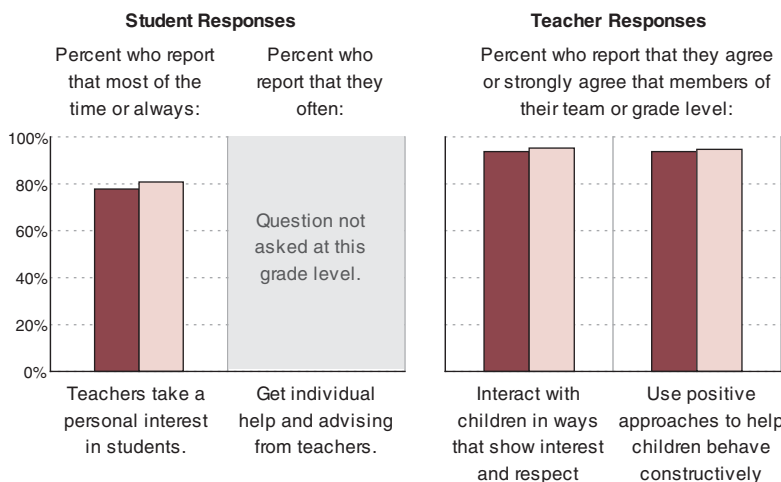 Student Responses
Percent who report
that most of the
time or always:
Percent who
report that they
often:
100%
80%
60%
40%
20%
0%
Question not
asked at this
grade level.
Teachers take a
personal interest
in students.
Get individual
help and advising
from teachers.
Teacher Responses
Percent who report that they agree
or strongly agree that members of
their team or grade level:
Interact with
children in ways
that show interest
and respect
Use positive
approaches to help
children behave
constructively